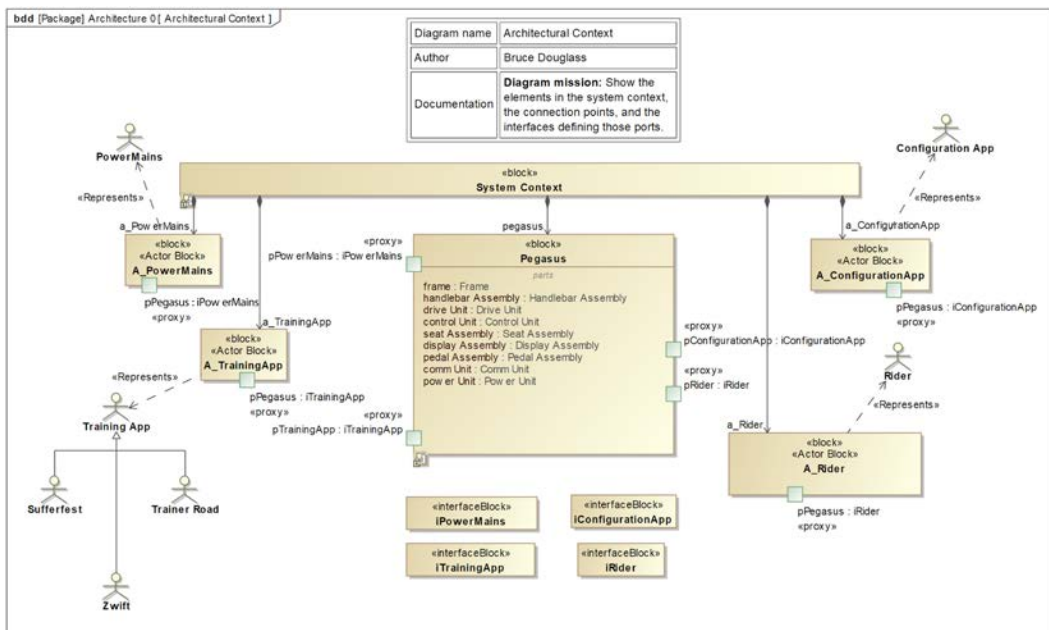 bdd [Package] Architecture 0 [ Architectural Context ]
Diagram name
Architectural Context
Author
Bruce Douglass
Documentation
Diagram mission: Show the
elements in the system context,
the connection points, and the
interfaces defining those ports.
PowerMains
Configuration App
«block»
System Context
«Represents»
«Represents»
a_PowerMains
pegasus
a_ConfigurationApp
«block»
«Actor Block»
A_PowerMains
pPegasus : iPowerMains
«proxy»
«proxy»
pPowerMains : iPowerMains
«block»
Pegasus
parts
frame : Frame
handlebar Assembly : Handlebar Assembly
drive Unit : Drive Unit
control Unit : Control Unit
seat Assembly : Seat Assembly
display Assembly : Display Assembly
pedal Assembly : Pedal Assembly
comm Unit : Comm Unit
power Unit : Power Unit
«block»
«Actor Block»
A_ConfigurationApp
pPegasus : iConfigurationApp
«proxy»
a_TrainingApp
«block»
«Actor Block»
A_TrainingApp
«Represents»
pPegasus : iTrainingApp
«proxy»
«proxy»
pTrainingApp : iTrainingApp
«proxy»
pConfigurationApp : iConfigurationApp
«proxy»
pRider : iRider
Rider
«Represents»
a_Rider
«block»
«Actor Block»
A_Rider
pPegasus : iRider
«proxy»
Training App
Sufferfest
Trainer Road
Zwift
«interfaceBlock»
iPowerMains
«interfaceBlock»
iConfigurationApp
«interfaceBlock»
iTrainingApp
«interfaceBlock»
iRider